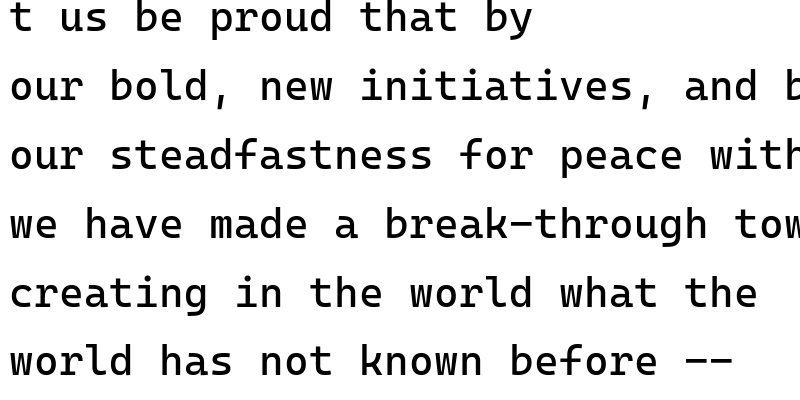 t us be proud that by
our bold, new initiatives, and b
our steadfastness for peace with
we have made a break-through tow
creating in the world what the
world has not known before --